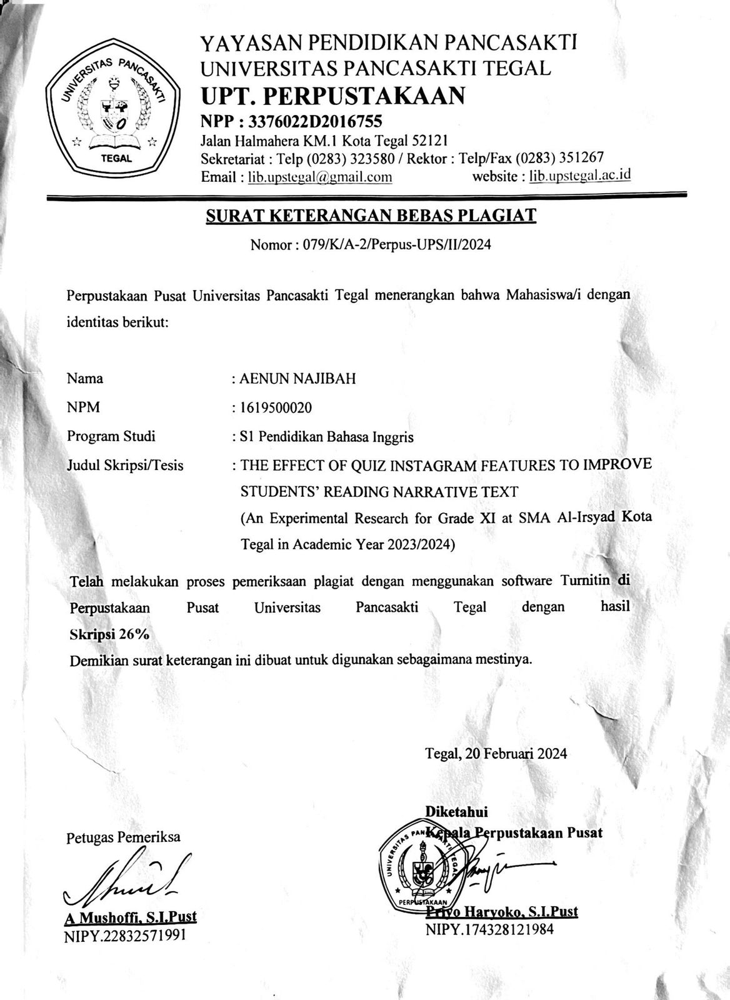 UNIVERSITAS PANCASAKTI
TEGAL
YAYASAN PENDIDIKAN PANCASAKTI
UNIVERSITAS PANCASAKTI TEGAL
UPT. PERPUSTAKAAN
NPP : 3376022D2016755
Jalan Halmahera KM.1 Kota Tegal 52121
Sekretariat : Telp (0283) 323580 / Rektor : Telp/Fax (0283) 351267
Email : lib.upstegal@gmail.com website : lib.upstegal.ac.id
SURAT KETERANGAN BEBAS PLAGIAT
Nomor : 079/K/A-2/Perpus-UPS/II/2024
Perpustakaan Pusat Universitas Pancasakti Tegal menerangkan bahwa Mahasiswa/i dengan
identitas berikut:
Nama : AENUN NAJIBAH
NPM : 1619500020
Program Studi : S1 Pendidikan Bahasa Inggris
Judul Skripsi/Tesis : THE EFFECT OF QUIZ INSTAGRAM FEATURES TO IMPROVE
STUDENTS’ READING NARRATIVE TEXT
(An Experimental Research for Grade XI at SMA Al-Irsyad Kota
Tegal in Academic Year 2023/2024)
Telah melakukan proses pemeriksaan plagiat dengan menggunakan software Turnitin di
Perpustakaan Pusat Universitas Pancasakti Tegal dengan hasil
Skripsi 26%
Demikian surat keterangan ini dibuat untuk digunakan sebagaimana mestinya.
Tegal, 20 Februari 2024
Diketahui
Kepala Perpustakaan Pusat
Petugas Pemeriksa
UNIVERSITAS PANCASAKTI TEGAL
PERPUSTAKAAN
A Mushoffi, S.I.Pust
NIPY.22832571991
Priyo Haryoko, S.I.Pust
NIPY.174328121984